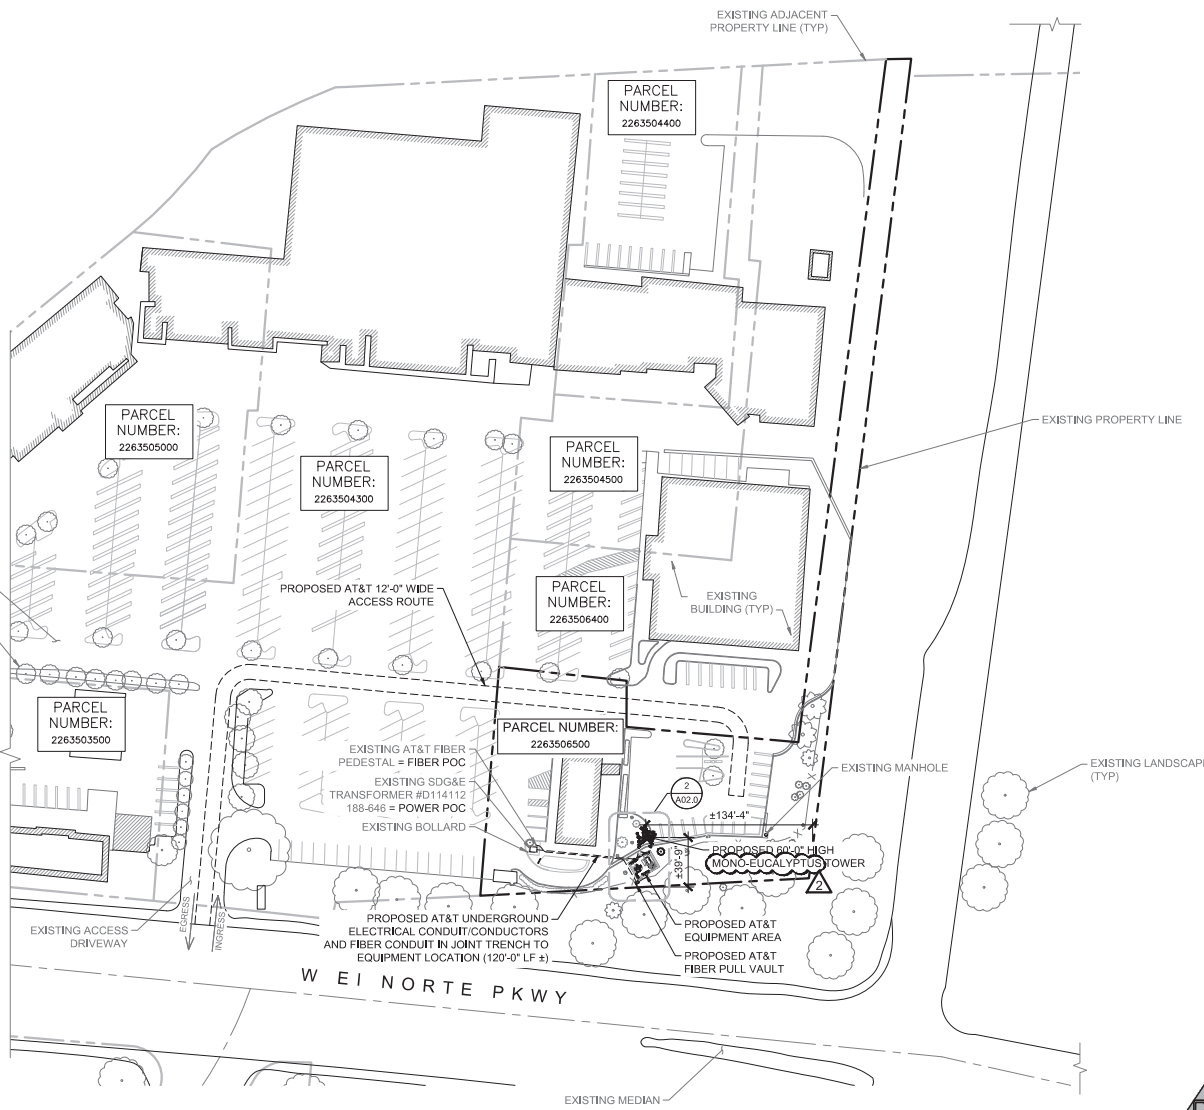 EXISTING ADJACENT
PROPERTY LINE (TYP)
PARCEL
NUMBER:
2263504400
EXISTING PROPERTY LINE
PARCEL
NUMBER:
2263505000
PARCEL
NUMBER:
2263504300
PARCEL
NUMBER:
2263504500
PROPOSED AT&T 12'-0" WIDE
ACCESS ROUTE
PARCEL
NUMBER:
2263506400
EXISTING
BUILDING (TYP)
PARCEL
NUMBER:
2263503500
PARCEL NUMBER:
2263506500
EXISTING AT&T FIBER
PEDESTAL = FIBER POC
EXISTING SDG&E
TRANSFORMER #D114112
188-646 = POWER POC
EXISTING BOLLARD
2
A02.0
±134'-4"
EXISTING MANHOLE
EXISTING LANDSCAPE
(TYP)
±39'-9"
PROPOSED 60'-0" HIGH
MONO-EUCALYPTUS TOWER
2
EXISTING ACCESS
DRIVEWAY
EGRESS
INGRESS
PROPOSED AT&T UNDERGROUND
ELECTRICAL CONDUIT/CONDUCTORS
AND FIBER CONDUIT IN JOINT TRENCH TO
EQUIPMENT LOCATION (120'-0" LF ±)
PROPOSED AT&T
EQUIPMENT AREA
PROPOSED AT&T
FIBER PULL VAULT
W EI NORTE PKWY
EXISTING MEDIAN